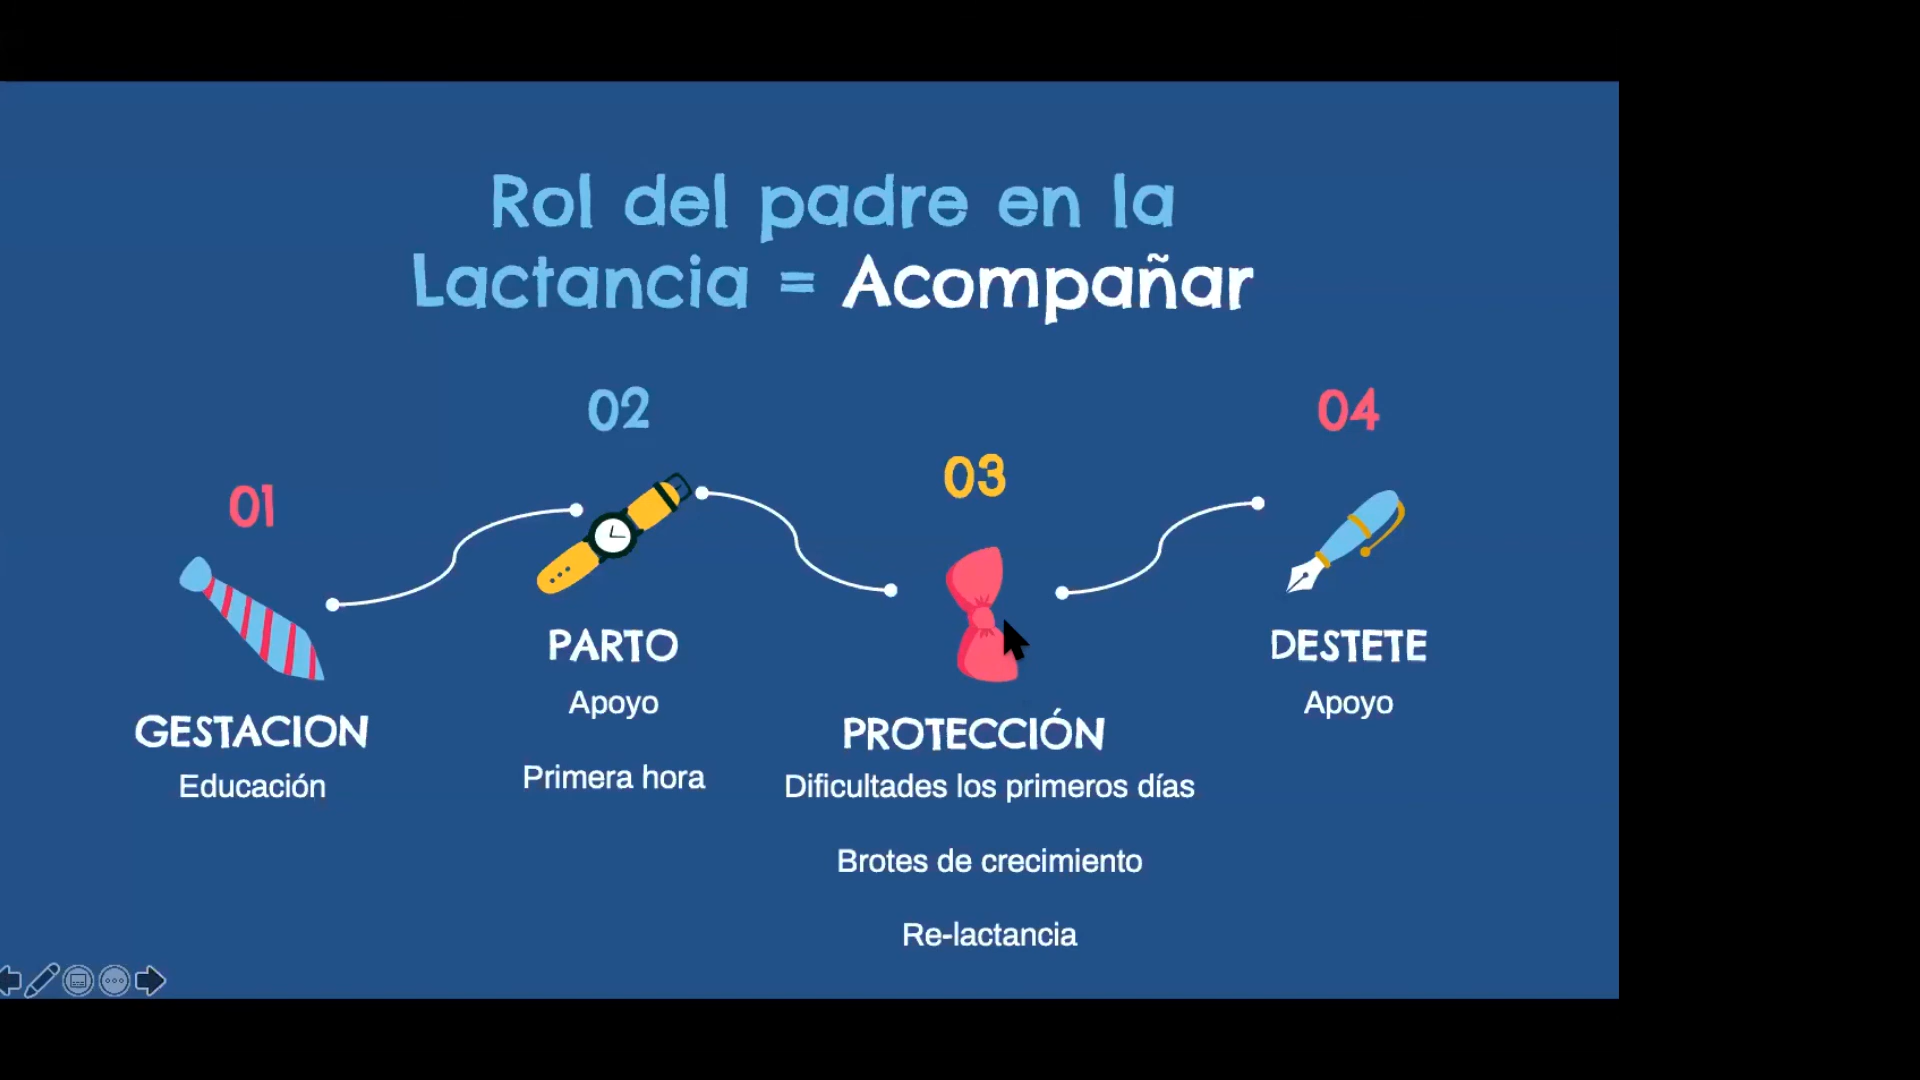 Rol del padre en la
Lactancia = Acompañar
01
GESTACION
Educación
02
PARTO
Apoyo
Primera hora
03
PROTECCIÓN
Dificultades los primeros días
Brotes de crecimiento
Re-lactancia
04
DESTETE
Apoyo